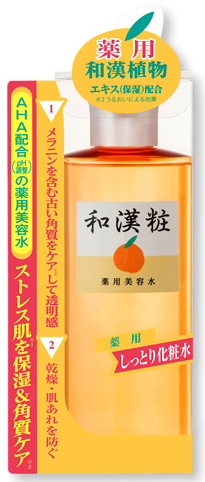 薬用
和漢植物
エキス(保湿)配合
※2 うるおいによる効果
AHA配合(pH調整)の薬用美容水
ストレス肌を保湿&角質ケア
1 メラニンを含む古い角質をケアして透明感
2 乾燥・肌あれを防ぐ
和漢粧
薬用美容水
薬用
しっとり化粧水